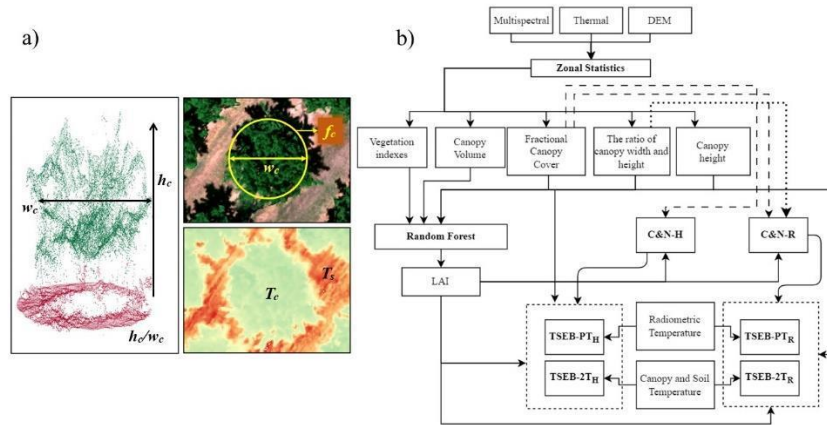 a)
h_c
w_c
h_c/w_c
f_c
w_c
T_c
T_s
b)
Multispectral
Thermal
DEM
Zonal Statistics
Vegetation
indexes
Canopy
Volume
Fractional
Canopy
Cover
The ratio of
canopy width and
height
Canopy
height
Random Forest
C&N-H
C&N-R
LAI
Radiometric
Temperature
Canopy and Soil
Temperature
TSEB-PT_H
TSEB-2T_H
TSEB-PT_R
TSEB-2T_R